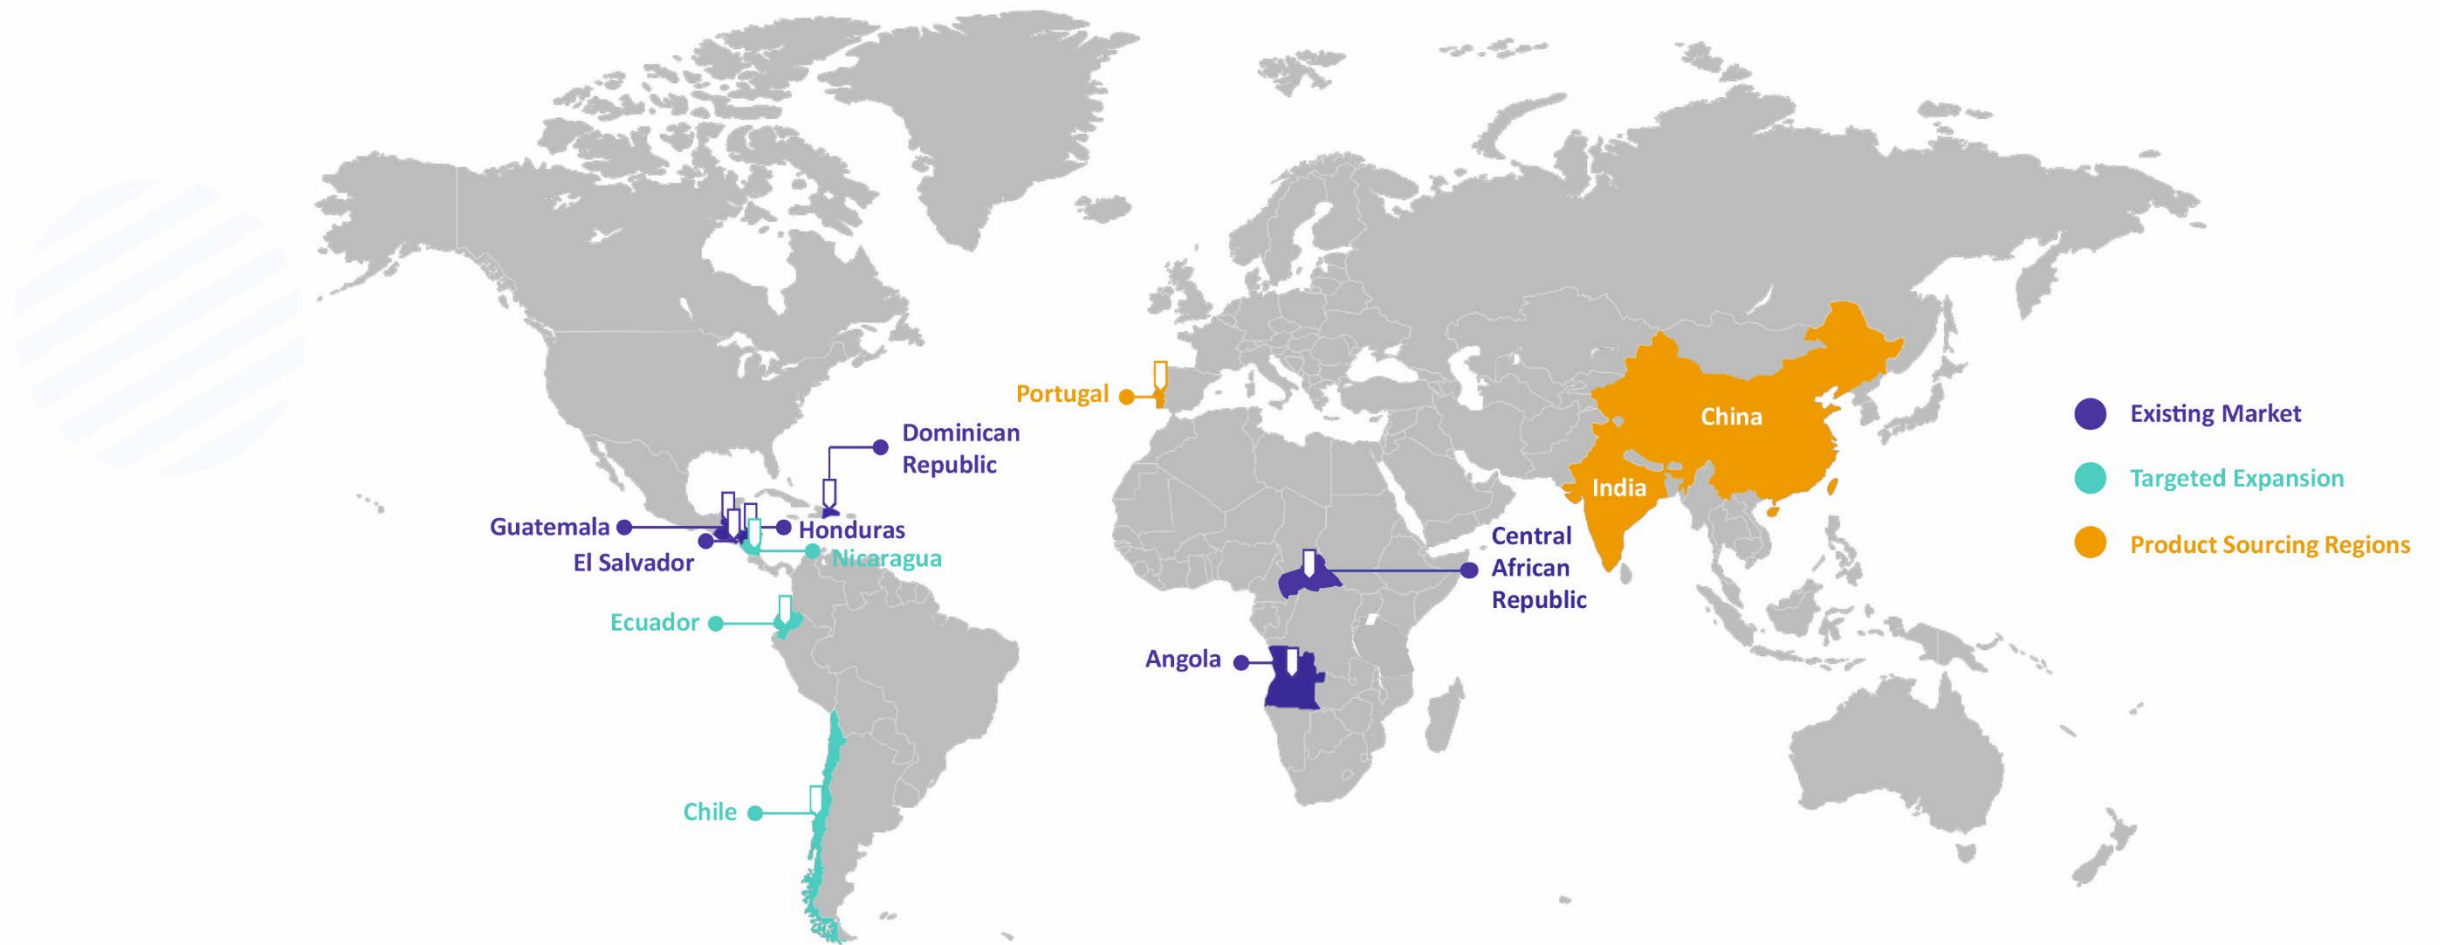 Portugal
China
Dominican
Republic
India
Guatemala
Honduras
El Salvador
Nicaragua
Central
African
Republic
Ecuador
Angola
Chile
Existing Market
Targeted Expansion
Product Sourcing Regions